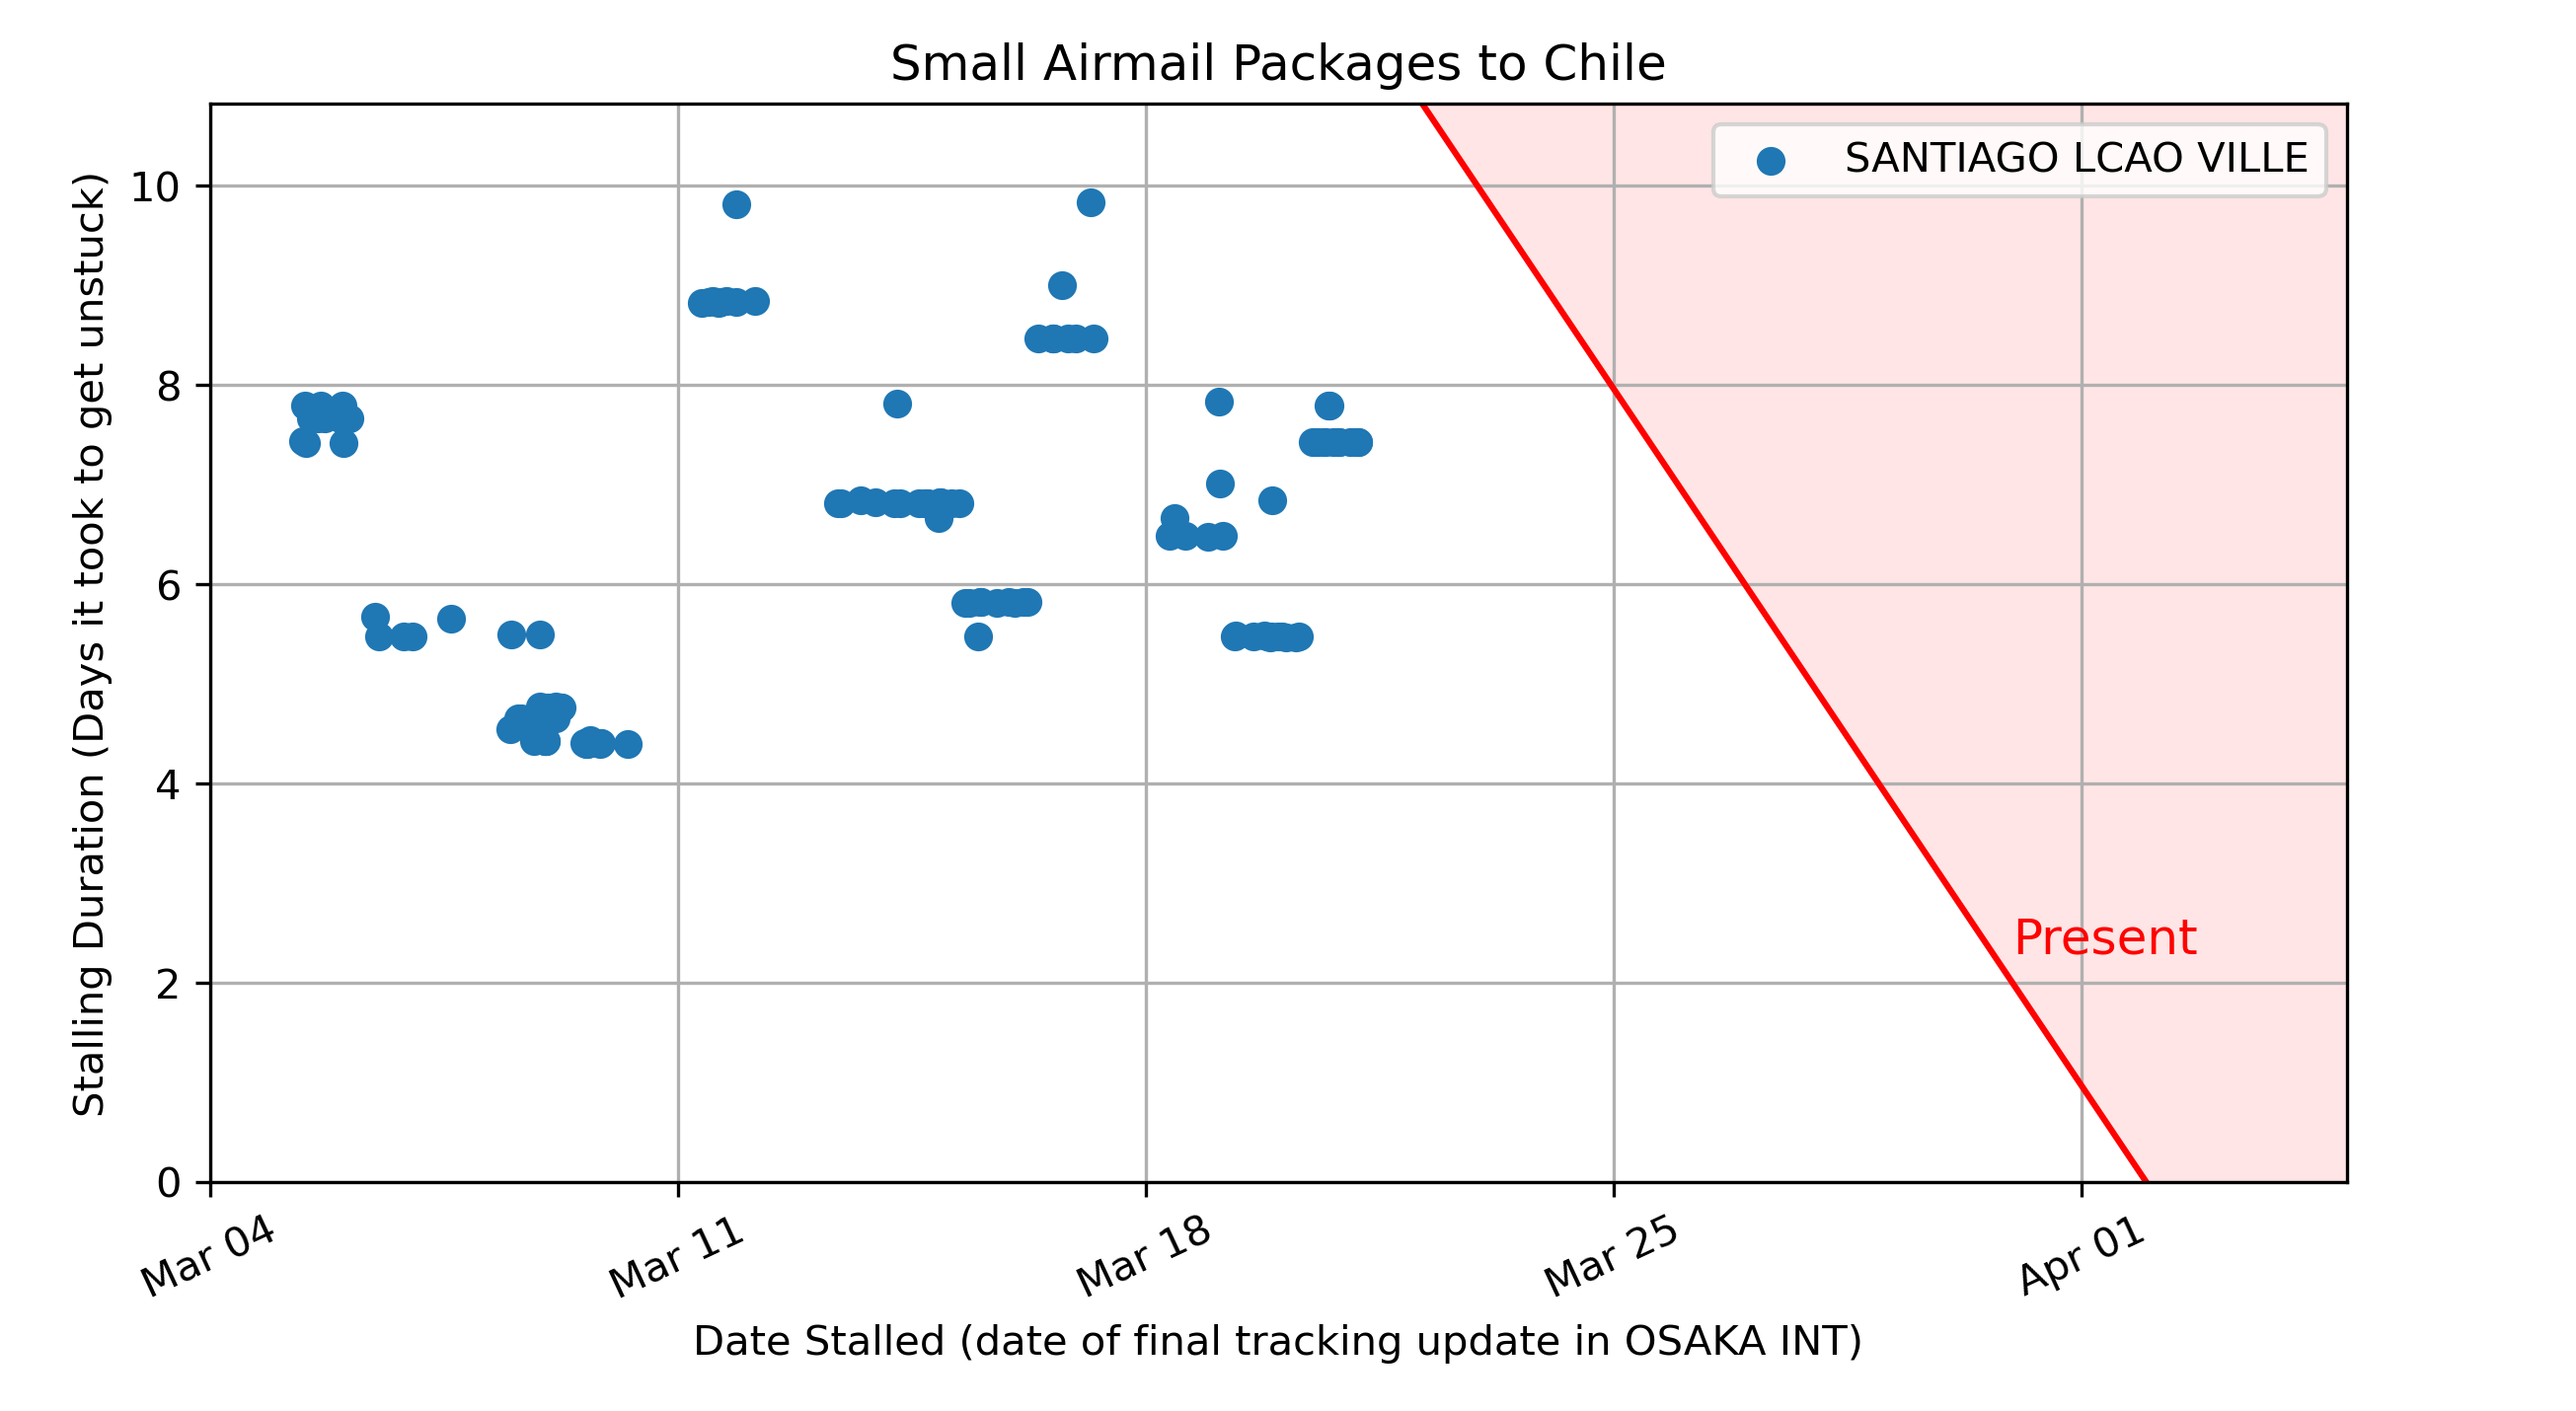 Small Airmail Packages to Chile
SANTIAGO LCAO VILLE
Stalling Duration (Days it took to get unstuck)
10
8
6
4
2
0
Present
Mar 04
Mar 11
Mar 18
Mar 25
Apr 01
Date Stalled (date of final tracking update in OSAKA INT)